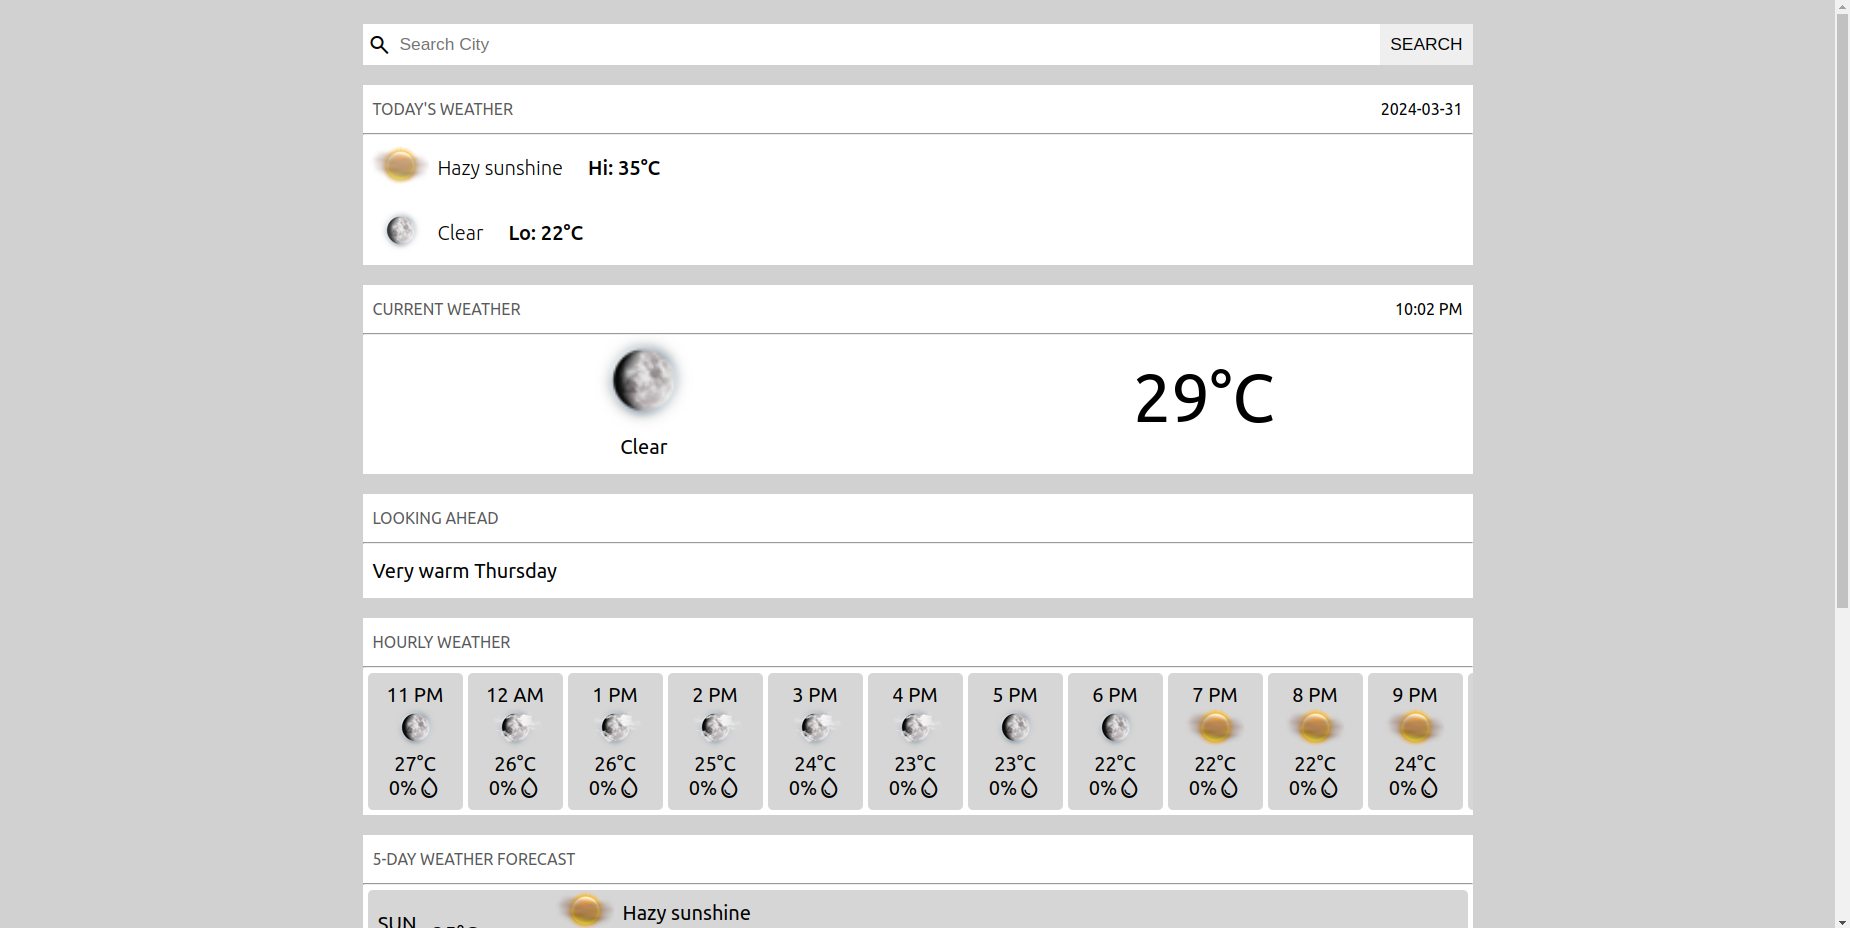 Search City
SEARCH
TODAY'S WEATHER
2024-03-31
Hazy sunshine Hi: 35°C
Clear Lo: 22°C
CURRENT WEATHER
10:02 PM
29°C
Clear
LOOKING AHEAD
Very warm Thursday
HOURLY WEATHER
11 PM 12 AM 1 PM 2 PM 3 PM 4 PM 5 PM 6 PM 7 PM 8 PM 9 PM
27°C 26°C 26°C 25°C 24°C 23°C 23°C 22°C 22°C 22°C 24°C
0% 0% 0% 0% 0% 0% 0% 0% 0% 0% 0%
5-DAY WEATHER FORECAST
Hazy sunshine
SUN